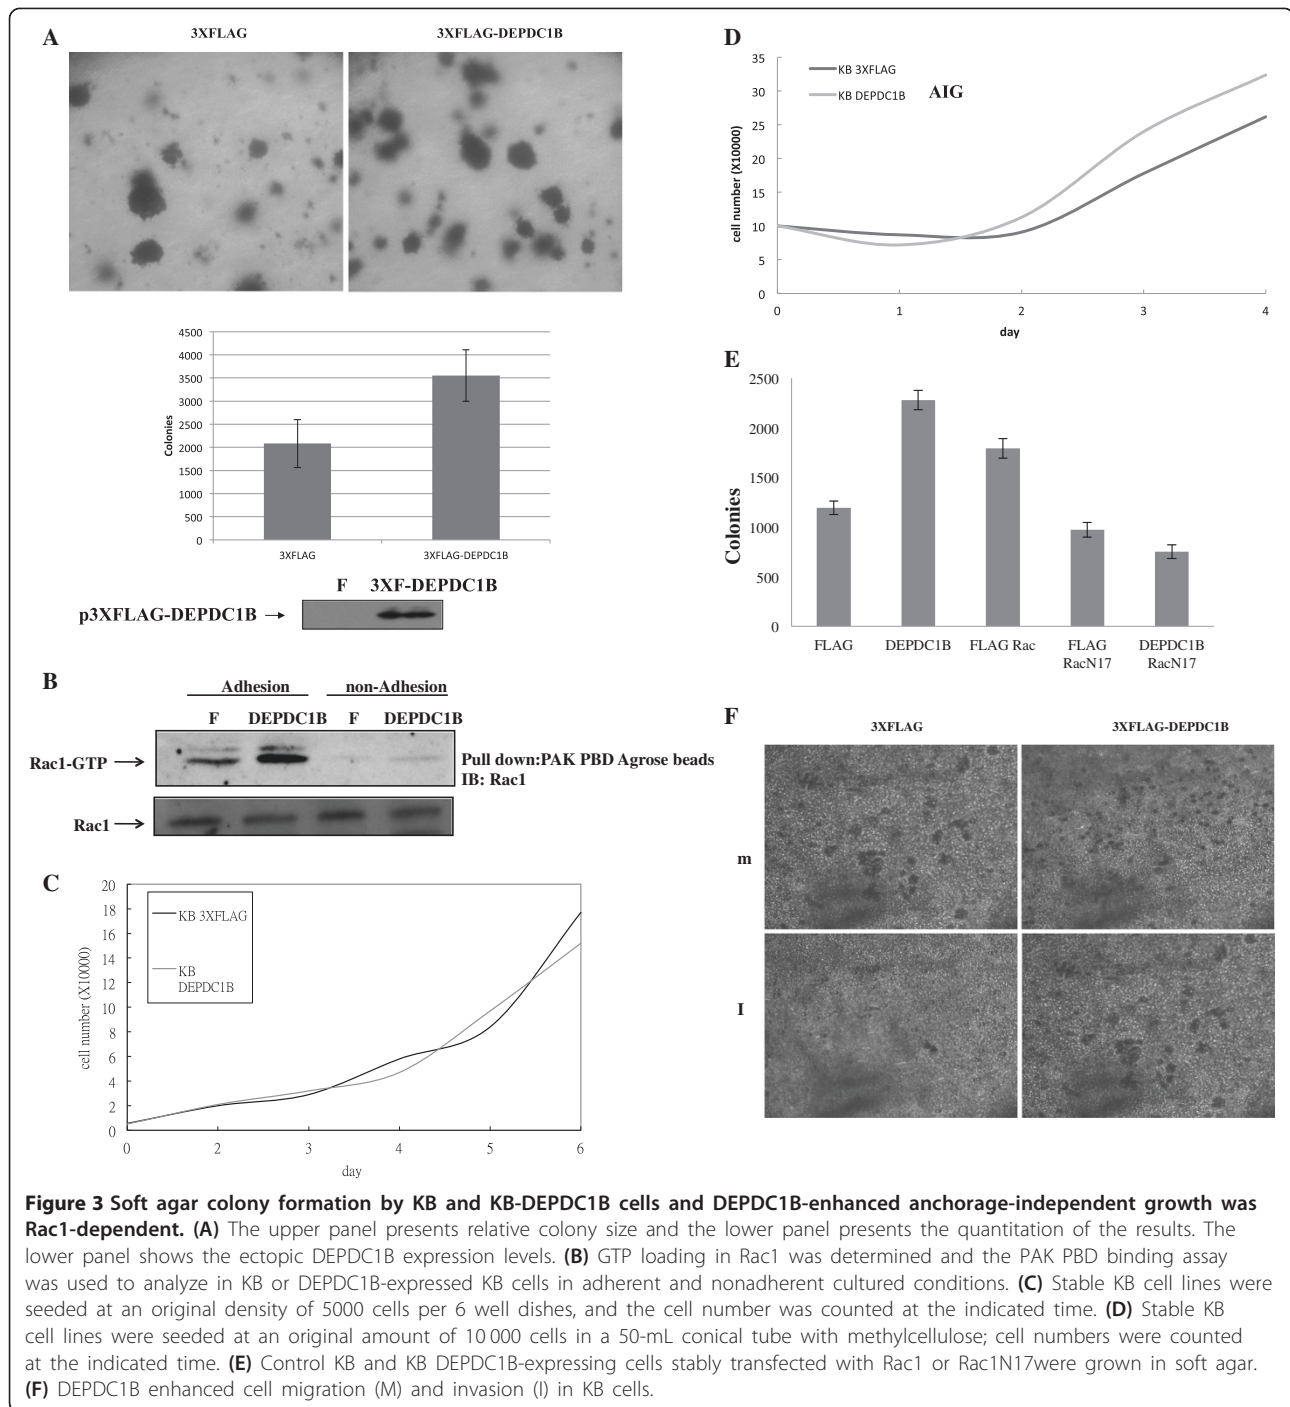 A
3XFLAG
3XFLAG-DEPDC1B
4500
4000
3500
3000
2500
2000
1500
1000
500
0
Colonies
3XFLAG
3XFLAG-DEPDC1B
F 3XF-DEPDC1B
p3XFLAG-DEPDC1B →
B
Adhesion
non-Adhesion
F DEPDC1B F DEPDC1B
Rac1-GTP →
Pull down:PAK PBD Agrose beads
IB: Rac1
Rac1 →
C
20
18
16
14
12
10
8
6
4
2
0
cell number (X10000)
KB 3XFLAG
KB
DEPDC1B
0 2 3 4 5 6
day
D
35
30
25
20
15
10
5
0
cell number (X10000)
KB 3XFLAG
KB DEPDC1B
AIG
0 1 2 3 4
day
E
2500
2000
1500
1000
500
0
Colonies
FLAG DEPDC1B FLAG Rac FLAG DEPDC1B
RacN17 RacN17
F
3XFLAG
3XFLAG-DEPDC1B
m
I
Figure 3 Soft agar colony formation by KB and KB-DEPDC1B cells and DEPDC1B-enhanced anchorage-independent growth was
Rac1-dependent. (A) The upper panel presents relative colony size and the lower panel presents the quantitation of the results. The
lower panel shows the ectopic DEPDC1B expression levels. (B) GTP loading in Rac1 was determined and the PAK PBD binding assay
was used to analyze in KB or DEPDC1B-expressed KB cells in adherent and nonadherent cultured conditions. (C) Stable KB cell lines were
seeded at an original density of 5000 cells per 6 well dishes, and the cell number was counted at the indicated time. (D) Stable KB
cell lines were seeded at an original amount of 10 000 cells in a 50-mL conical tube with methylcellulose; cell numbers were counted
at the indicated time. (E) Control KB and KB DEPDC1B-expressing cells stably transfected with Rac1 or Rac1N17were grown in soft agar.
(F) DEPDC1B enhanced cell migration (M) and invasion (I) in KB cells.